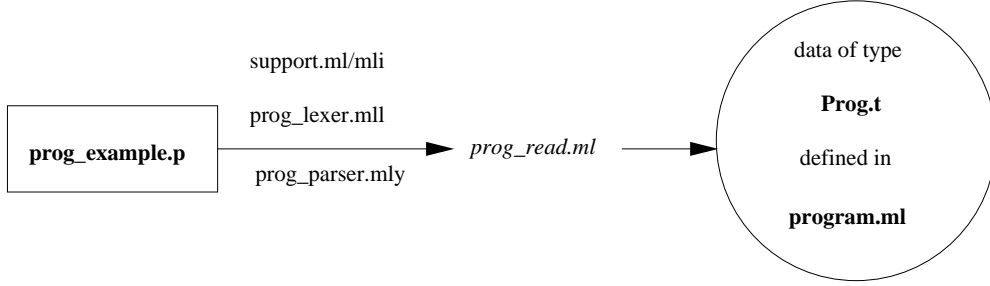 prog_example.p
support.ml/mli
prog_lexer.mll
prog_parser.mly
prog_read.ml
data of type
Prog.t
defined in
program.ml